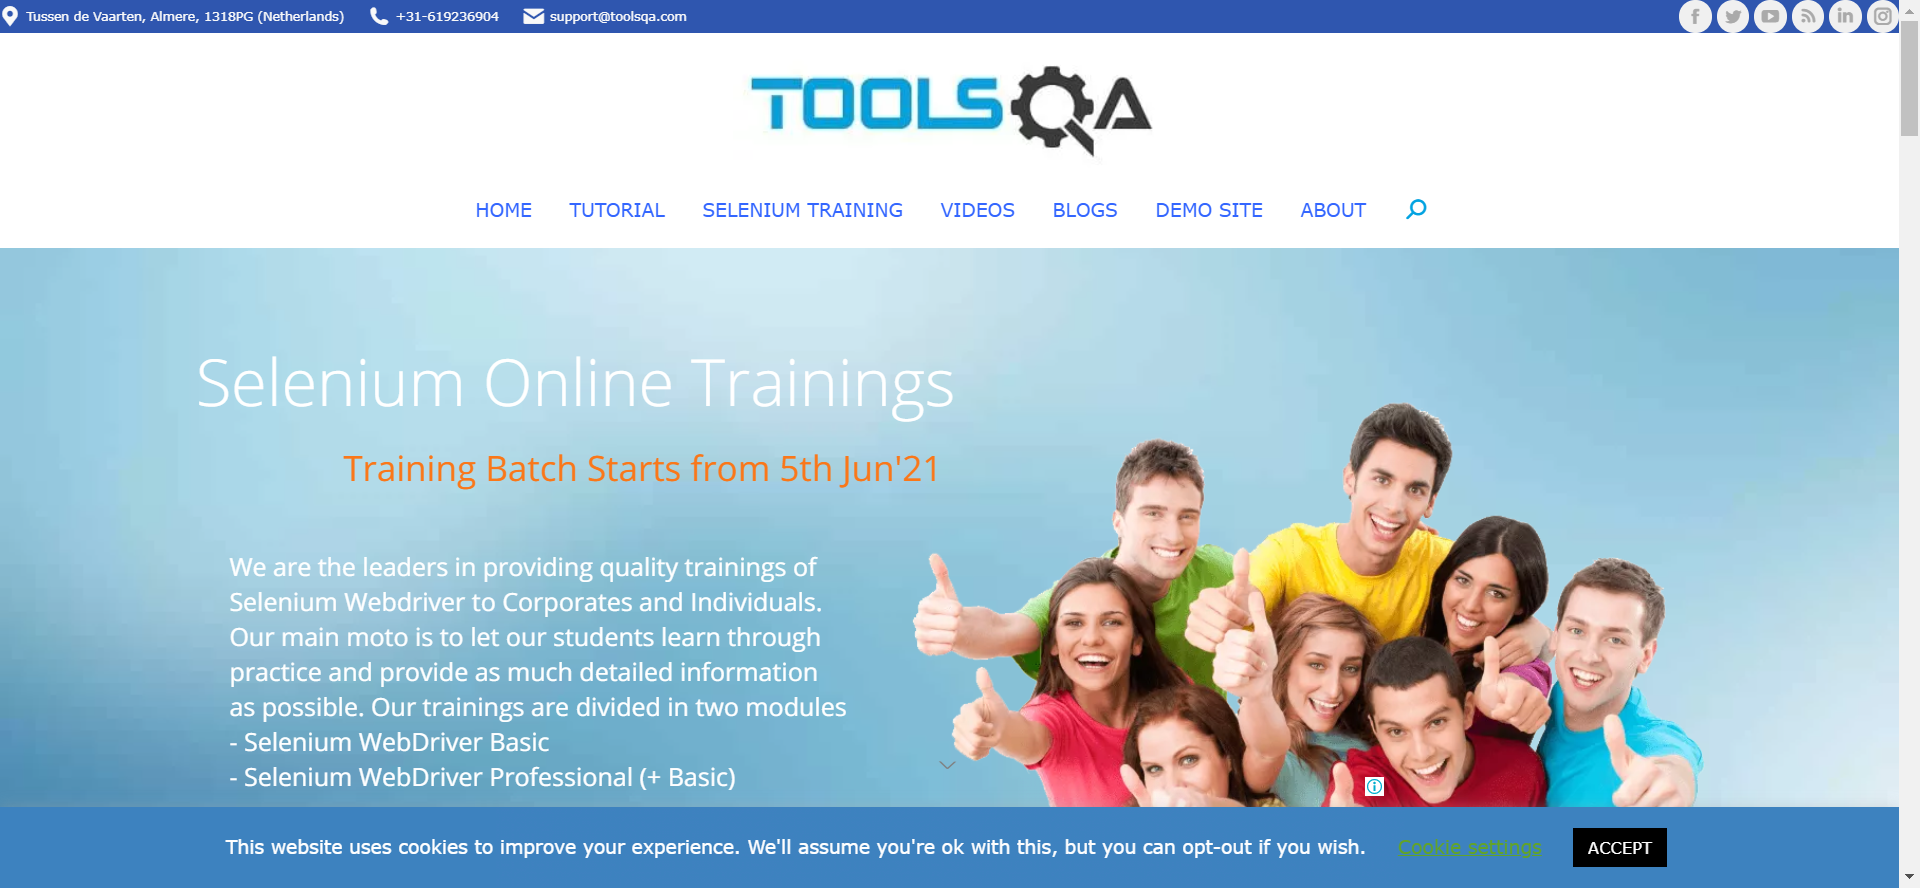 Tussen de Vaarten, Almere, 1318PG (Netherlands) +31-619236904 support@toolsqa.com
TOOLSQA
HOME TUTORIAL SELENIUM TRAINING VIDEOS BLOGS DEMO SITE ABOUT
Selenium Online Trainings
Training Batch Starts from 5th Jun'21
We are the leaders in providing quality trainings of
Selenium Webdriver to Corporates and Individuals.
Our main moto is to let our students learn through
practice and provide as much detailed information
as possible. Our trainings are divided in two modules
- Selenium WebDriver Basic
- Selenium WebDriver Professional (+ Basic)
This website uses cookies to improve your experience. We'll assume you're ok with this, but you can opt-out if you wish. Cookie settings ACCEPT